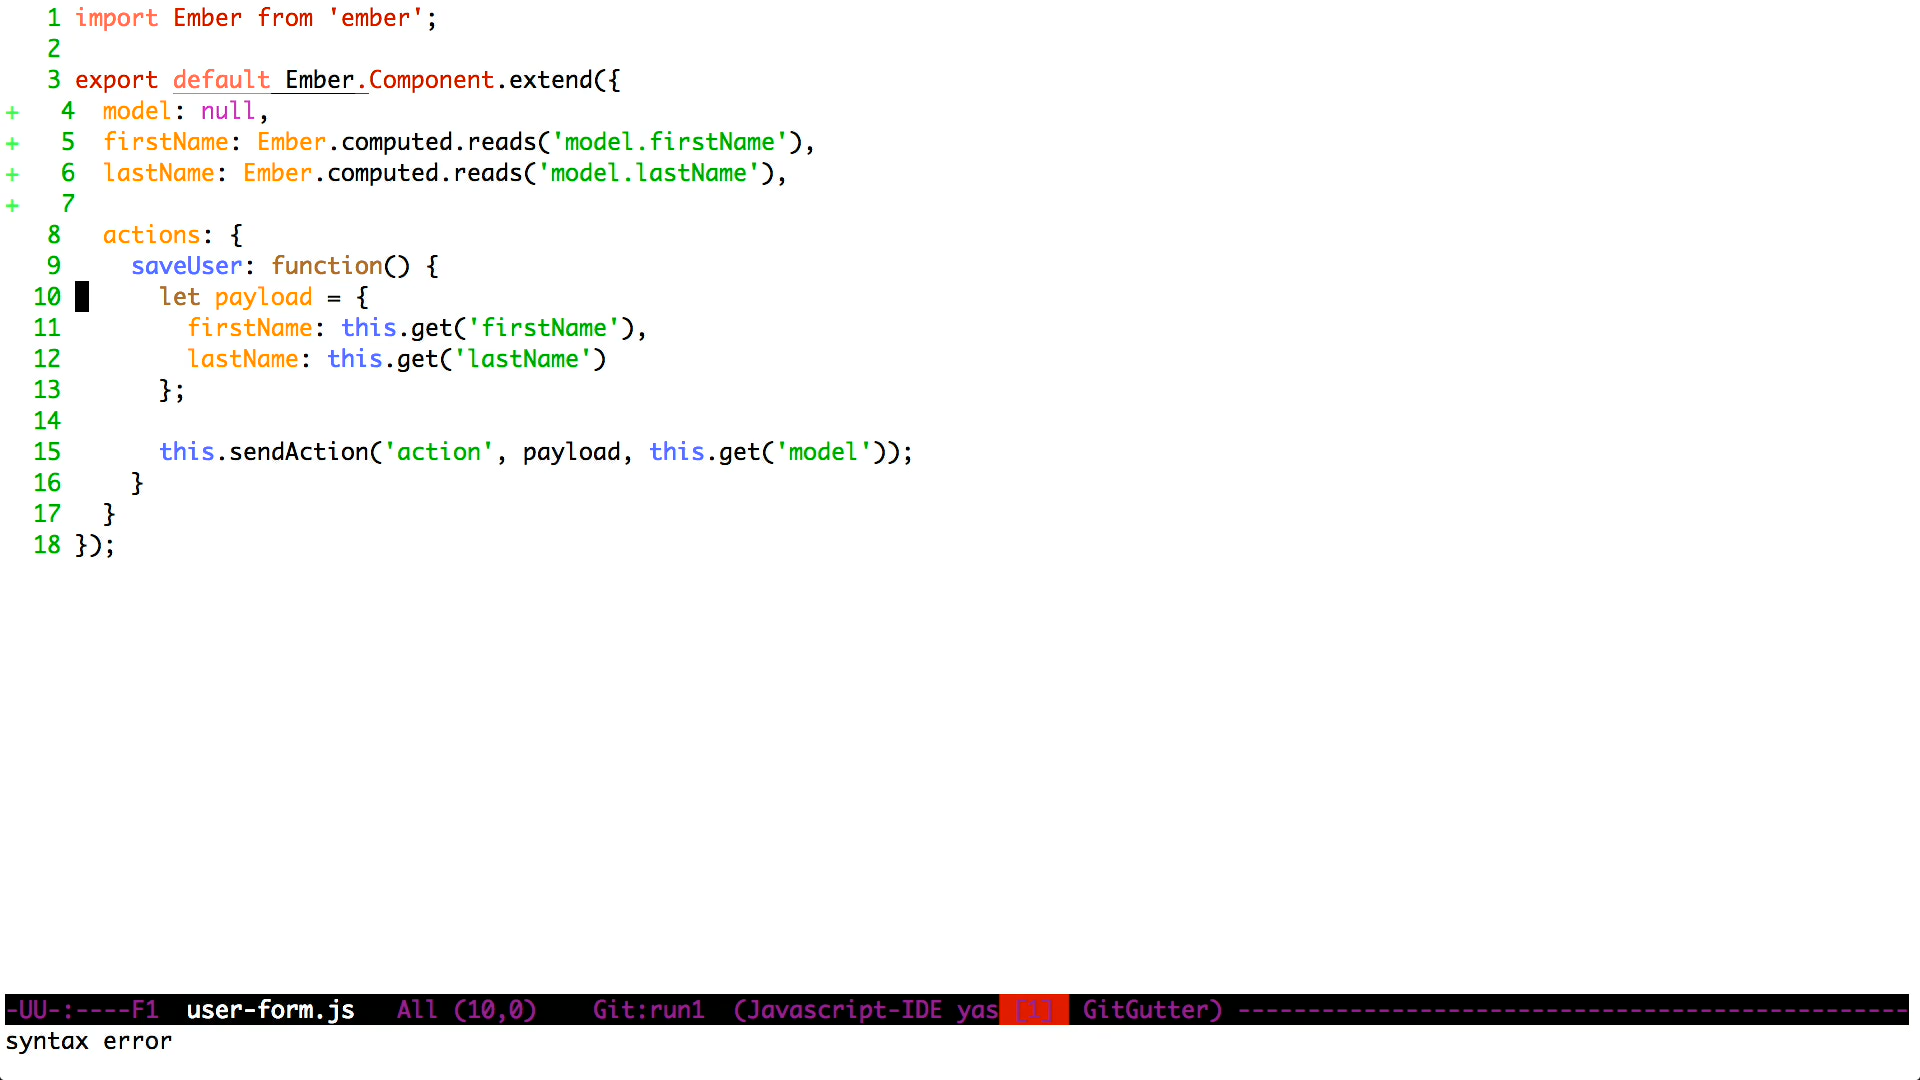 1 import Ember from 'ember';
2
3 export default Ember.Component.extend({
+ 4   model: null,
+ 5   firstName: Ember.computed.reads('model.firstName'),
+ 6   lastName: Ember.computed.reads('model.lastName'),
+ 7
8   actions: {
9     saveUser: function() {
10       let payload = {
11         firstName: this.get('firstName'),
12         lastName: this.get('lastName')
13       };
14
15       this.sendAction('action', payload, this.get('model'));
16     }
17   }
18 });
-UU-:----F1  user-form.js   All (10,0)    Git:run1  (Javascript-IDE yas [1]  GitGutter) ------------------------------------------------
syntax error